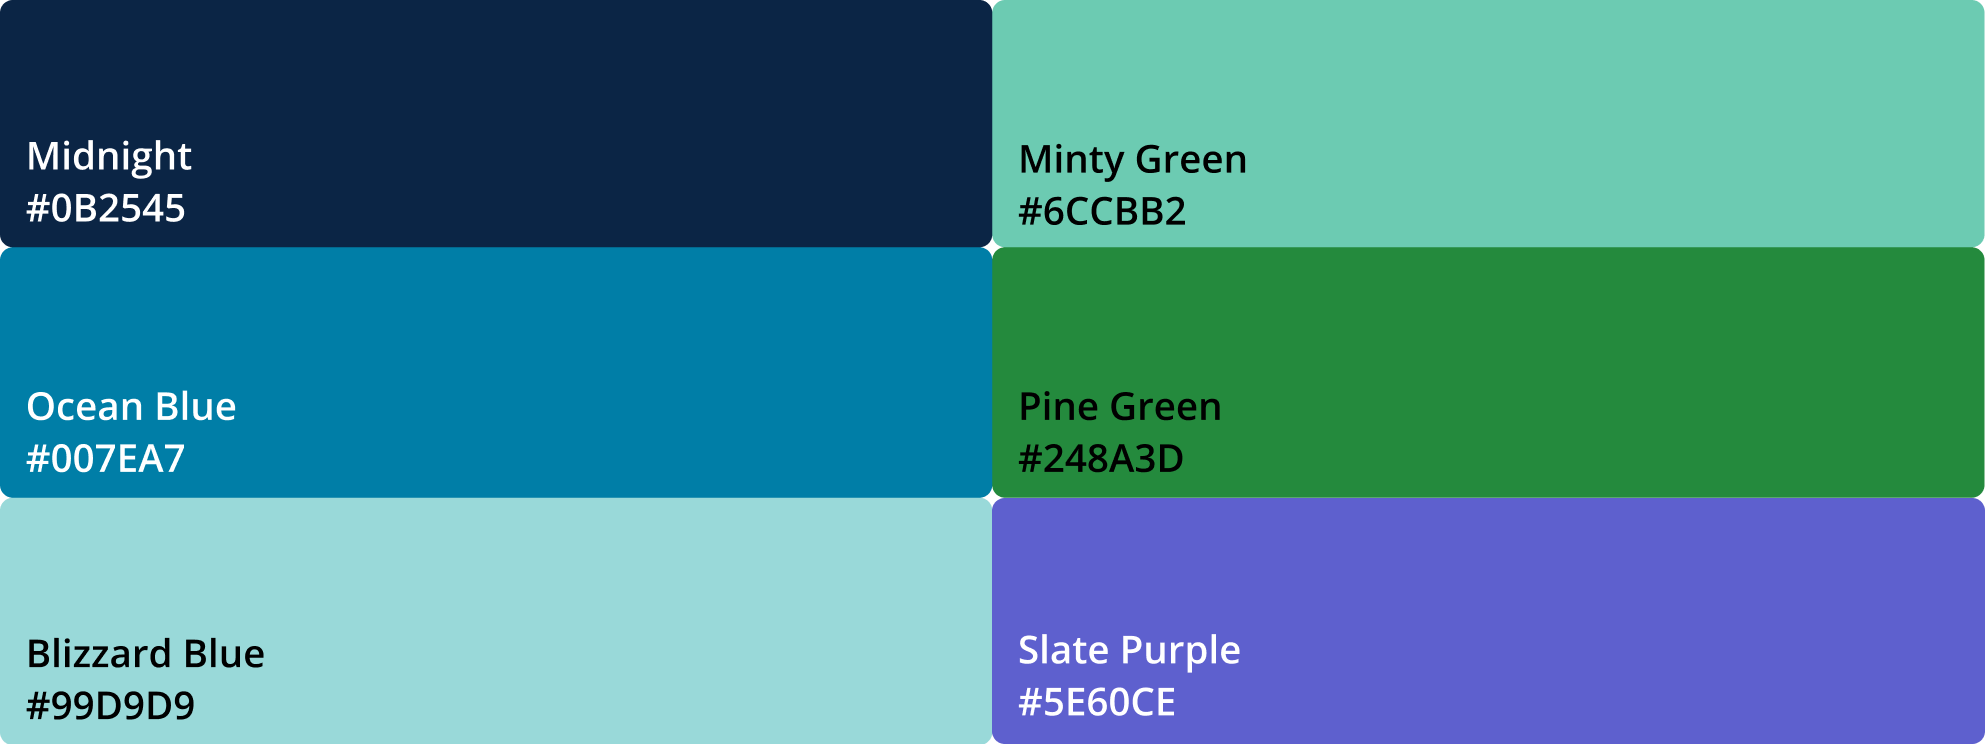 Midnight
#0B2545
Minty Green
#6CCBB2
Ocean Blue
#007EA7
Pine Green
#248A3D
Blizzard Blue
#99D9D9
Slate Purple
#5E60CE